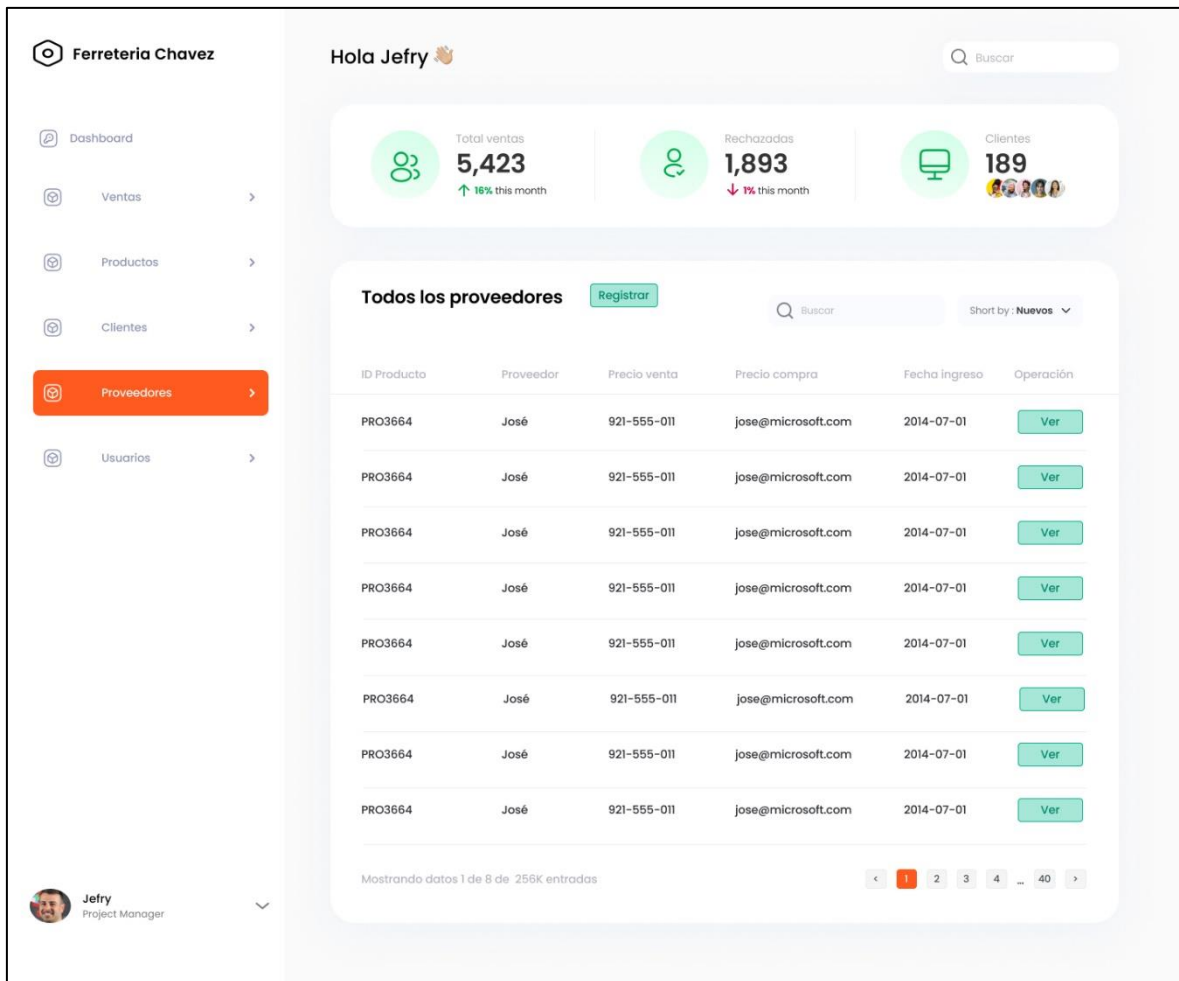 Ferreteria Chavez
Dashboard
Ventas
Productos
Clientes
Proveedores
Usuarios
Jefry
Project Manager
Hola Jefry
Buscar
Total ventas
5,423
16% this month
Rechazadas
1,893
1% this month
Clientes
189
Todos los proveedores
Registrar
Buscar
Short by : Nuevos
ID Producto Proveedor Precio venta Precio compra Fecha ingreso Operación
PRO3664 José 921-555-011 jose@microsoft.com 2014-07-01 Ver
PRO3664 José 921-555-011 jose@microsoft.com 2014-07-01 Ver
PRO3664 José 921-555-011 jose@microsoft.com 2014-07-01 Ver
PRO3664 José 921-555-011 jose@microsoft.com 2014-07-01 Ver
PRO3664 José 921-555-011 jose@microsoft.com 2014-07-01 Ver
PRO3664 José 921-555-011 jose@microsoft.com 2014-07-01 Ver
PRO3664 José 921-555-011 jose@microsoft.com 2014-07-01 Ver
PRO3664 José 921-555-011 jose@microsoft.com 2014-07-01 Ver
Mostrando datos 1 de 8 de 256K entradas
< 1 2 3 4 ... 40 >